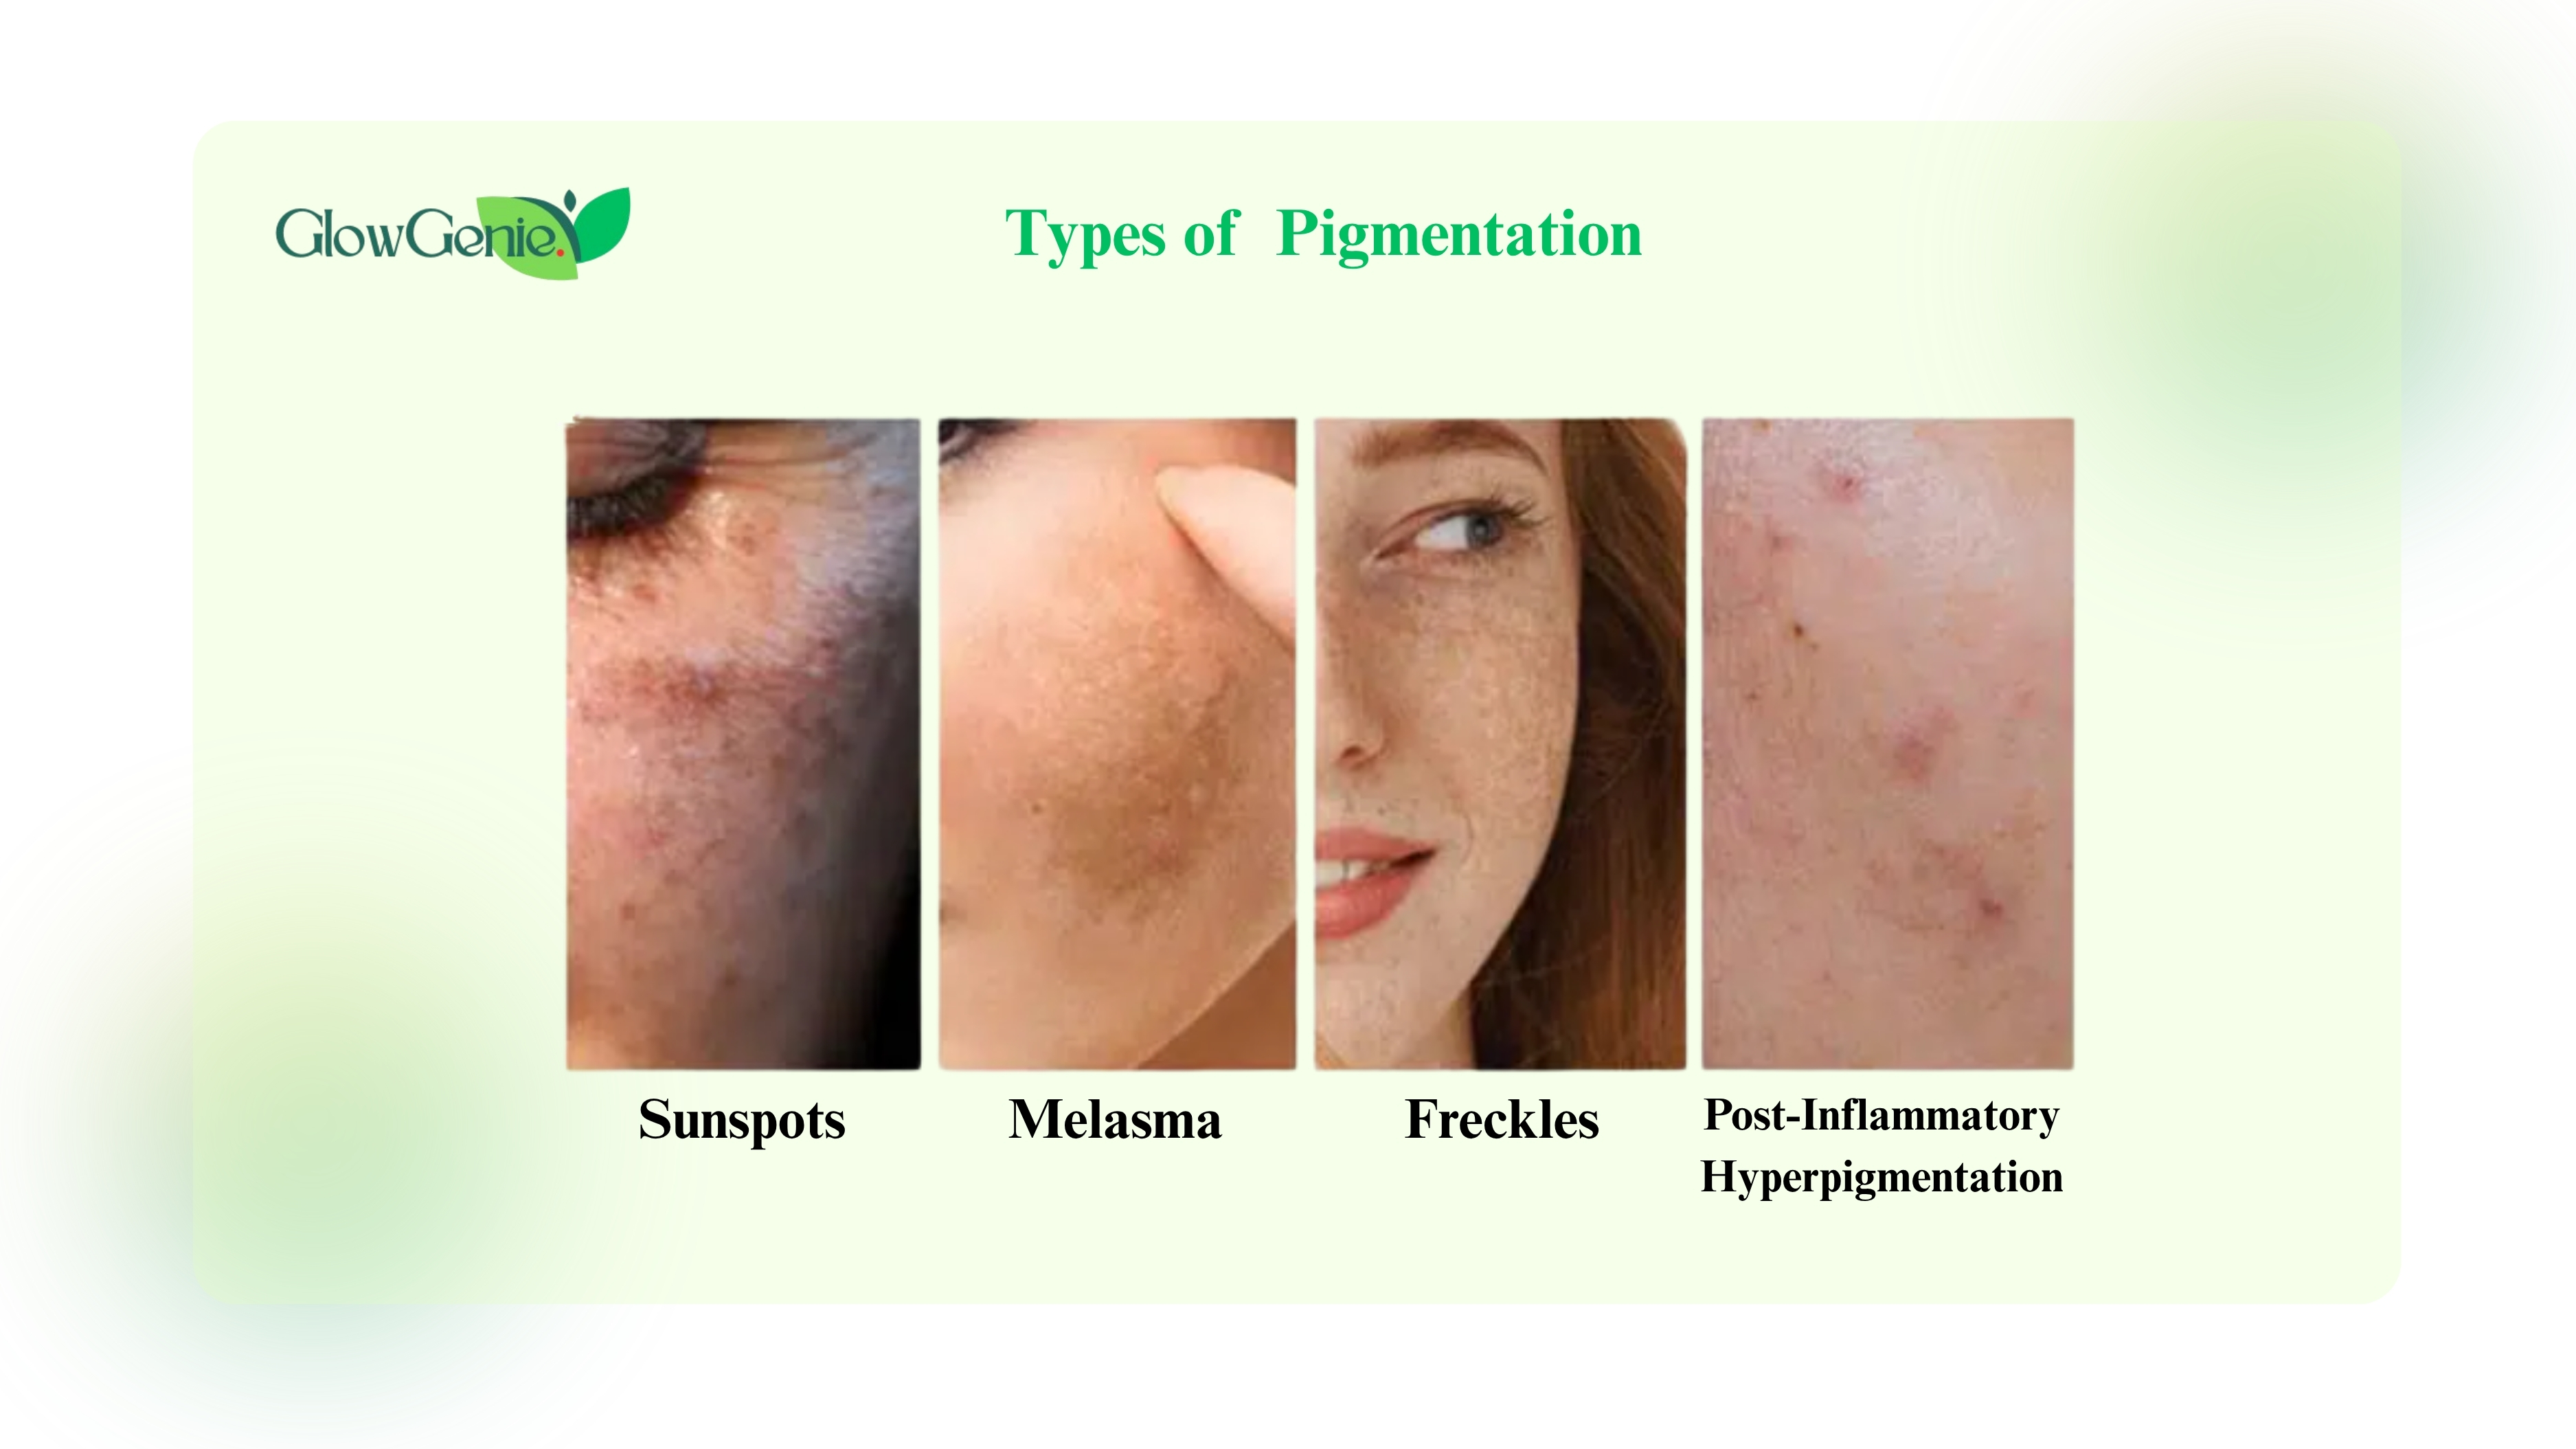 GlowGenie.
Types of Pigmentation
Sunspots
Melasma
Freckles
Post-Inflammatory
Hyperpigmentation